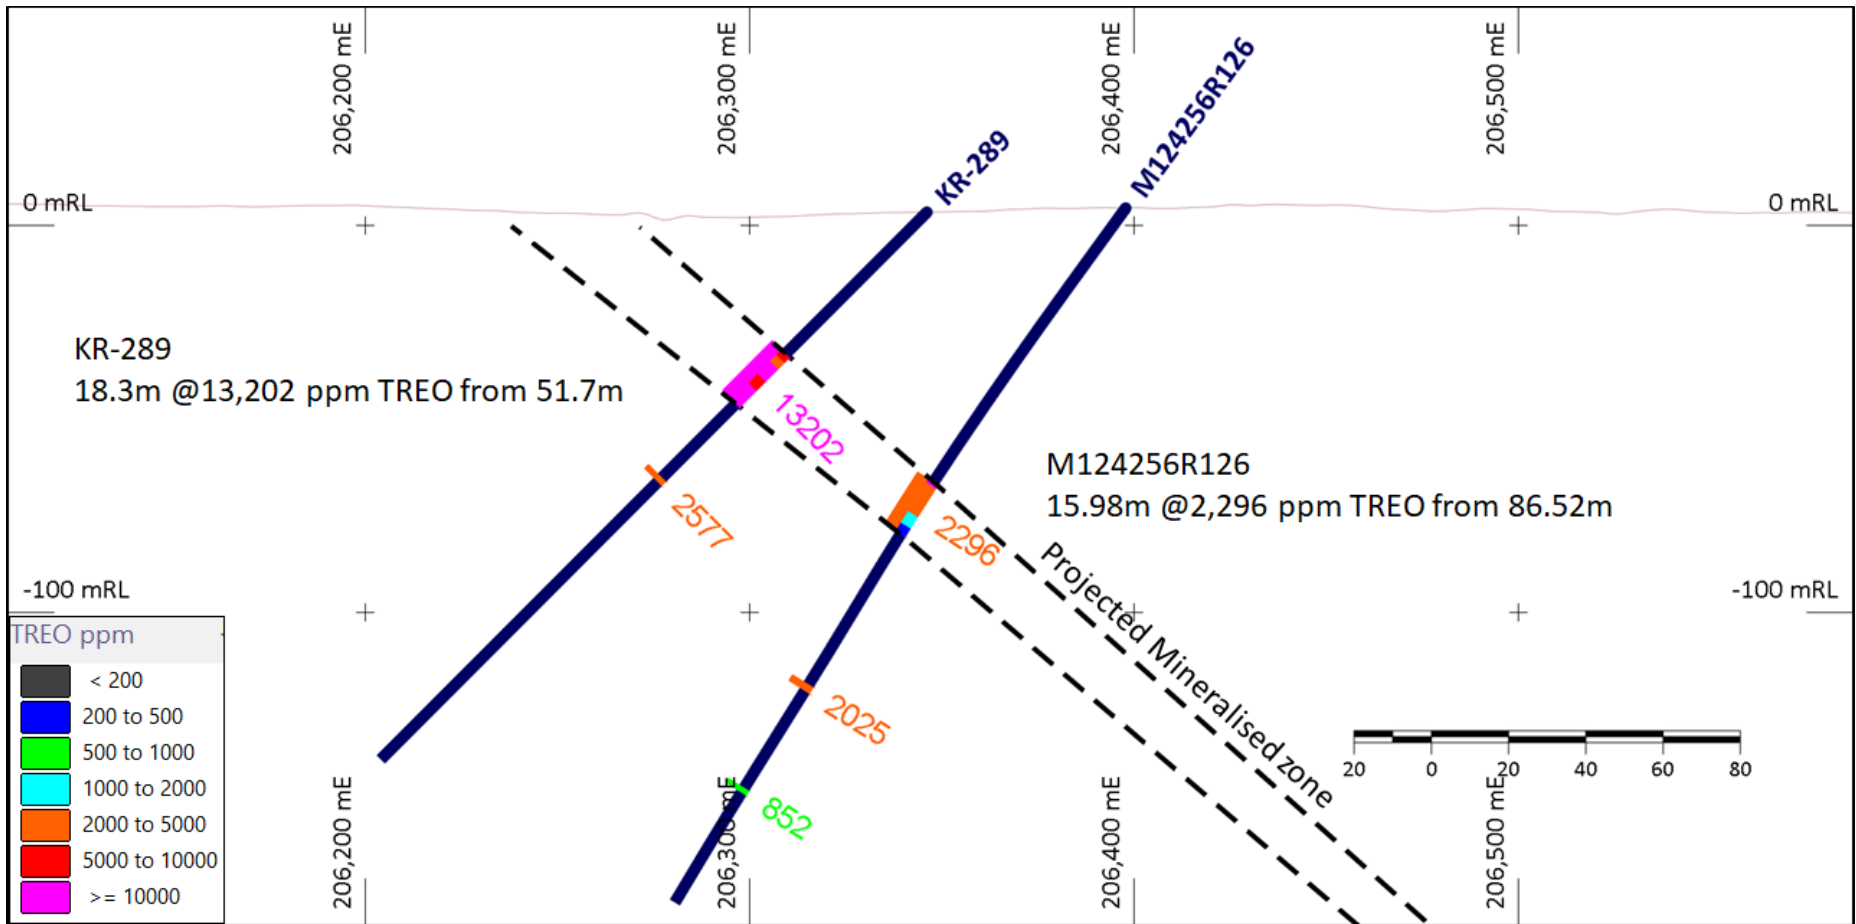 206,200 mE
206,300 mE
206,400 mE
206,500 mE
KR-289
M124256R126
0 mRL
0 mRL
KR-289
18.3m @13,202 ppm TREO from 51.7m
13202
M124256R126
15.98m @2,296 ppm TREO from 86.52m
2577
2296
Projected Mineralised zone
-100 mRL
-100 mRL
TREO ppm
< 200
200 to 500
500 to 1000
1000 to 2000
2000 to 5000
5000 to 10000
>= 10000
2025
852
20 0 20 40 60 80
206,200 mE
206,300 mE
206,400 mE
206,500 mE